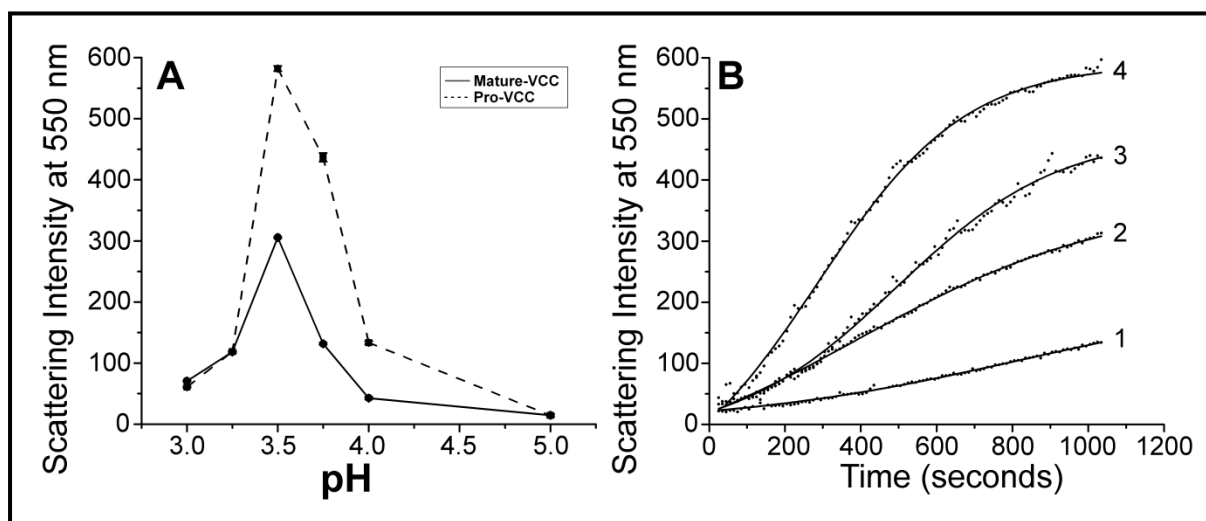 A
Mature-VCC
Pro-VCC
Scattering Intensity at 550 nm
600
500
400
300
200
100
0
3.0 3.5 4.0 4.5 5.0
pH
B
Scattering Intensity at 550 nm
600
500
400
300
200
100
0
4
3
2
1
0 200 400 600 800 1000 1200
Time (seconds)